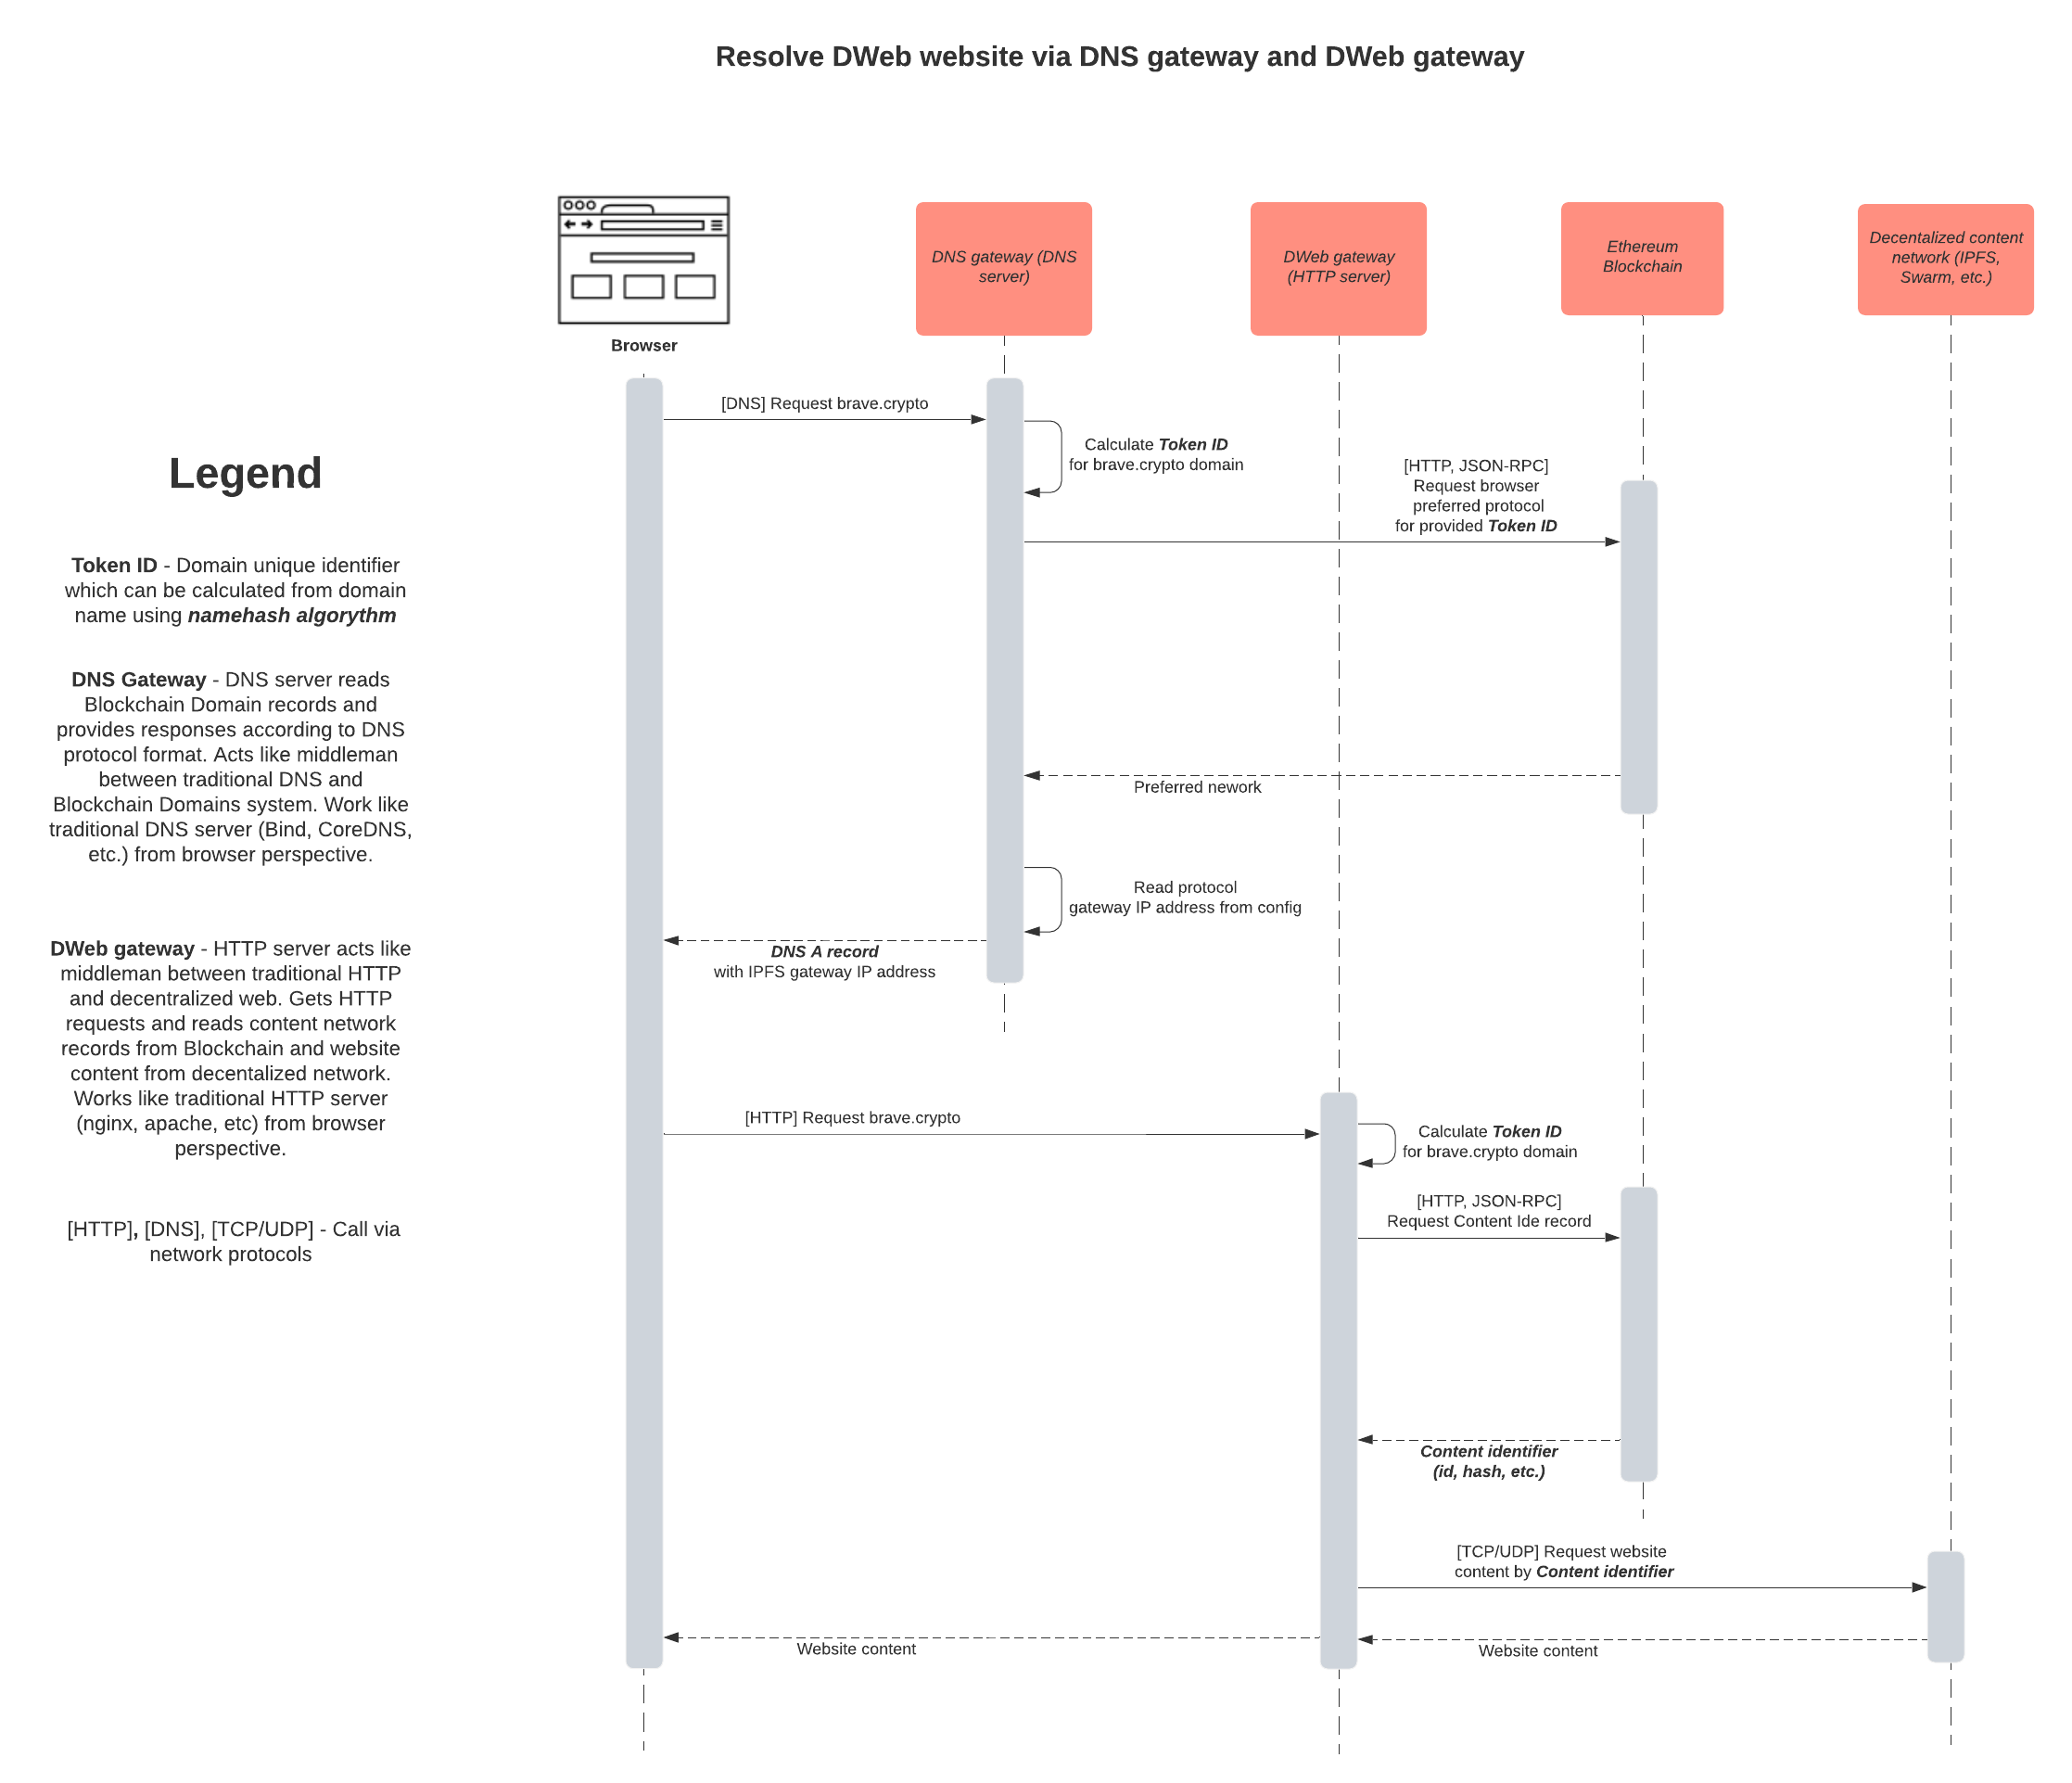 Resolve DWeb website via DNS gateway and DWeb gateway
Browser
DNS gateway (DNS
server)
DWeb gateway
(HTTP server)
Ethereum
Blockchain
Decentalized content
network (IPFS,
Swarm, etc.)
Legend
Token ID - Domain unique identifier
which can be calculated from domain
name using namehash algorythm
DNS Gateway - DNS server reads
Blockchain Domain records and
provides responses according to DNS
protocol format. Acts like middleman
between traditional DNS and
Blockchain Domains system. Work like
traditional DNS server (Bind, CoreDNS,
etc.) from browser perspective.
DWeb gateway - HTTP server acts like
middleman between traditional HTTP
and decentralized web. Gets HTTP
requests and reads content network
records from Blockchain and website
content from decentalized network.
Works like traditional HTTP server
(nginx, apache, etc) from browser
perspective.
[HTTP], [DNS], [TCP/UDP] - Call via
network protocols
[DNS] Request brave.crypto
Calculate Token ID
for brave.crypto domain
[HTTP, JSON-RPC]
Request browser
preferred protocol
for provided Token ID
Preferred nework
Read protocol
gateway IP address from config
DNS A record
with IPFS gateway IP address
[HTTP] Request brave.crypto
Calculate Token ID
for brave.crypto domain
[HTTP, JSON-RPC]
Request Content Ide record
Content identifier
(id, hash, etc.)
[TCP/UDP] Request website
content by Content identifier
Website content
Website content